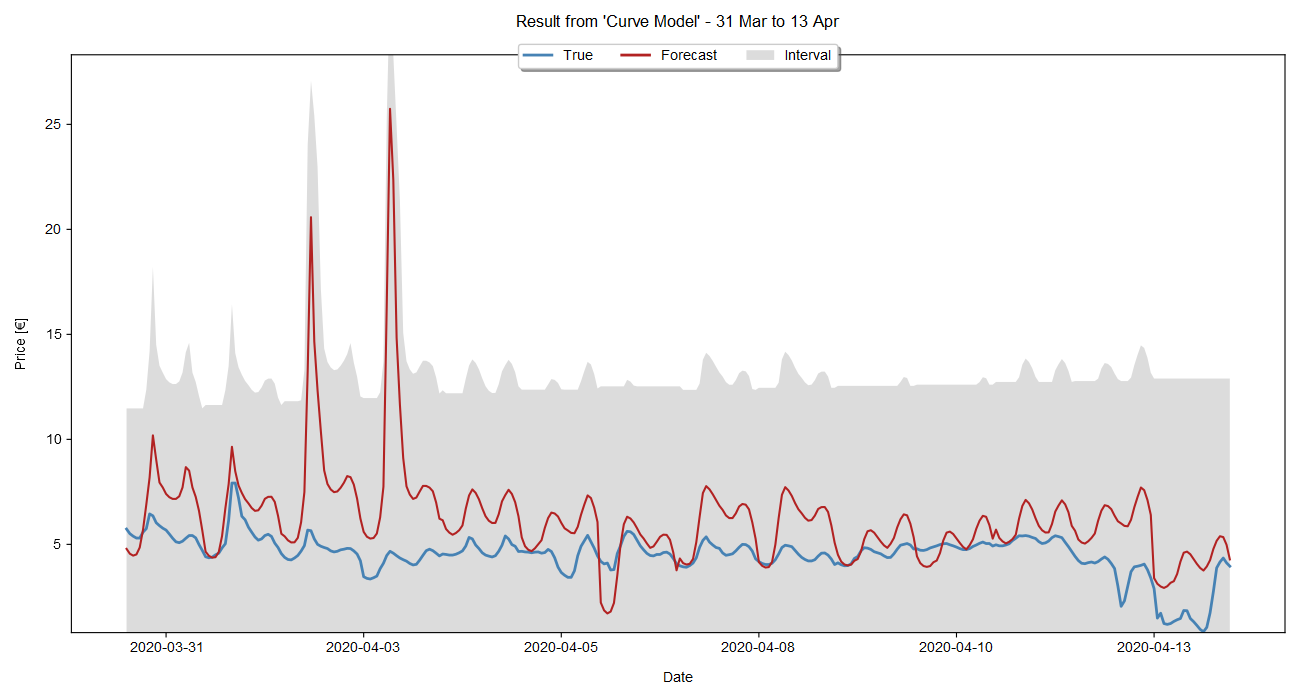 Result from 'Curve Model' - 31 Mar to 13 Apr
True Forecast Interval
25
20
15
10
5
Price [€]
2020-03-31 2020-04-03 2020-04-05 2020-04-08 2020-04-10 2020-04-13
Date